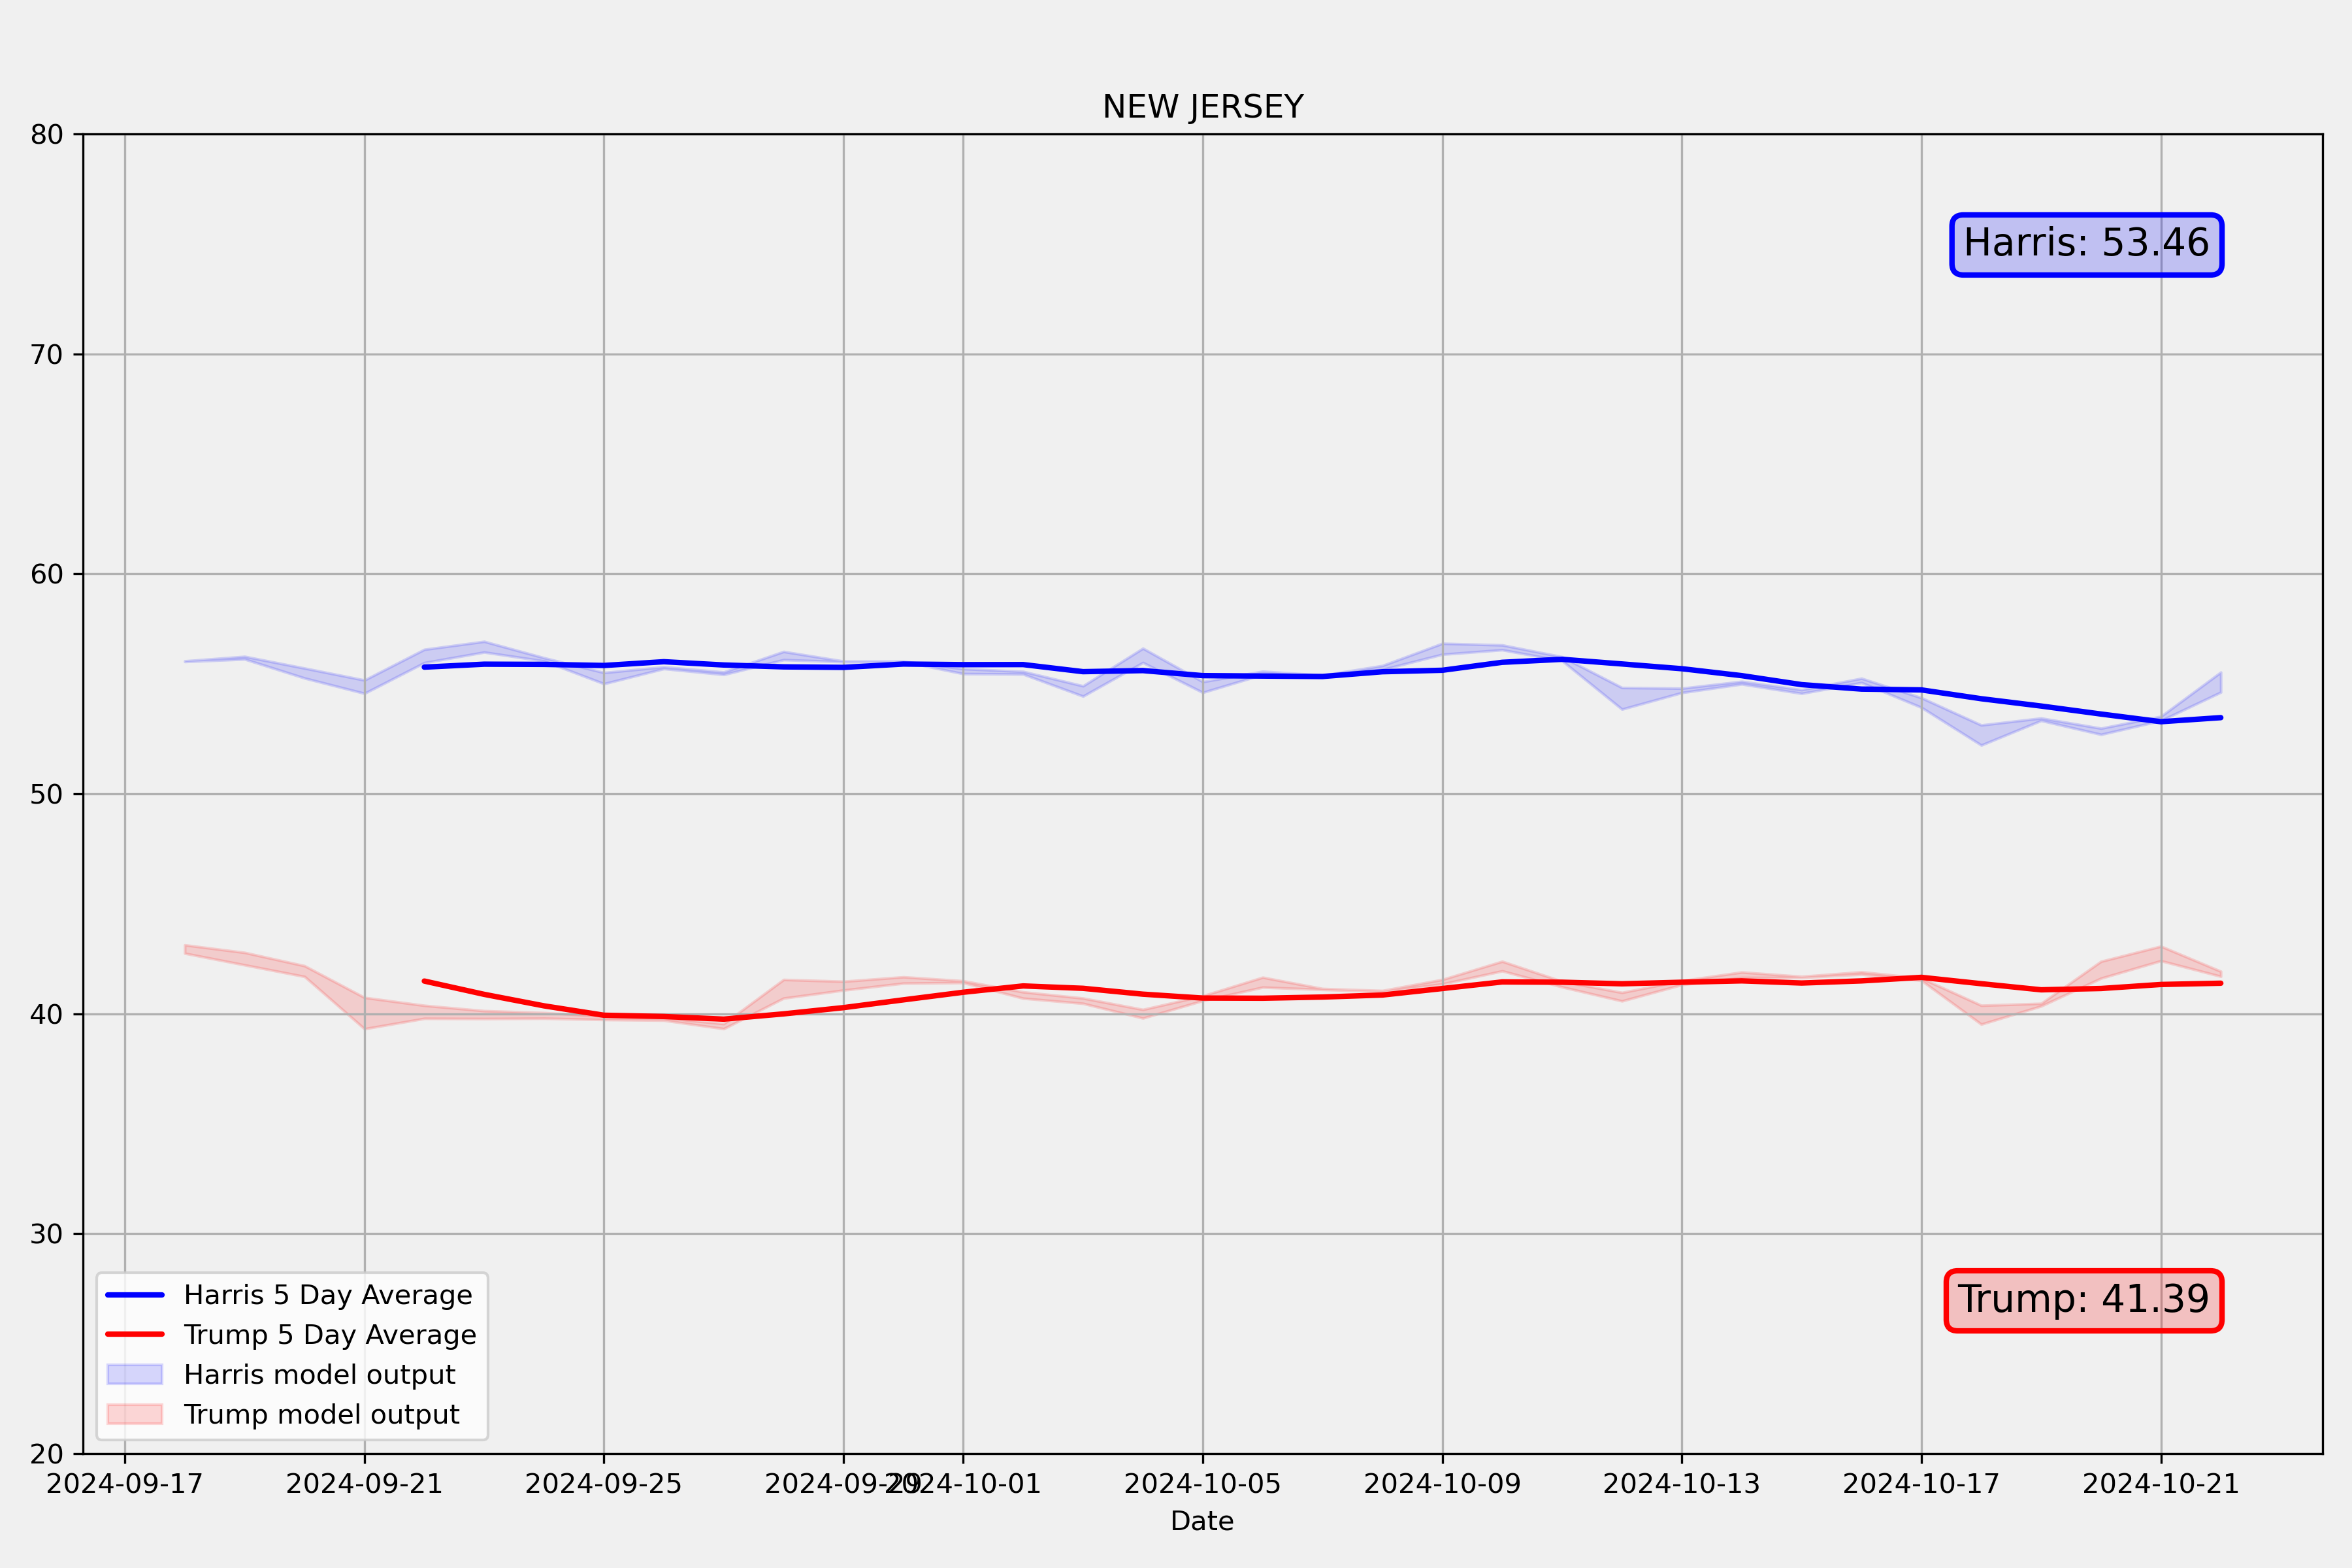 NEW JERSEY
80
70
60
50
40
30
20
Harris: 53.46
Trump: 41.39
Harris 5 Day Average
Trump 5 Day Average
Harris model output
Trump model output
2024-09-17 2024-09-21 2024-09-25 2024-09-29 2024-10-01 2024-10-05 2024-10-09 2024-10-13 2024-10-17 2024-10-21
Date